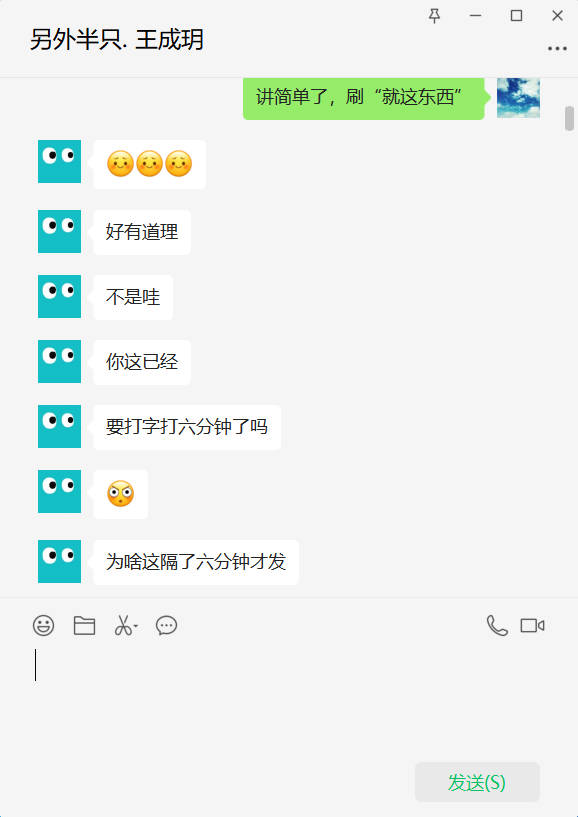 另外半只. 王成玥
讲简单了，刷“就这东西”
好有道理
不是哇
你这已经
要打字打六分钟了吗
为啥这隔了六分钟才发
发送(S)